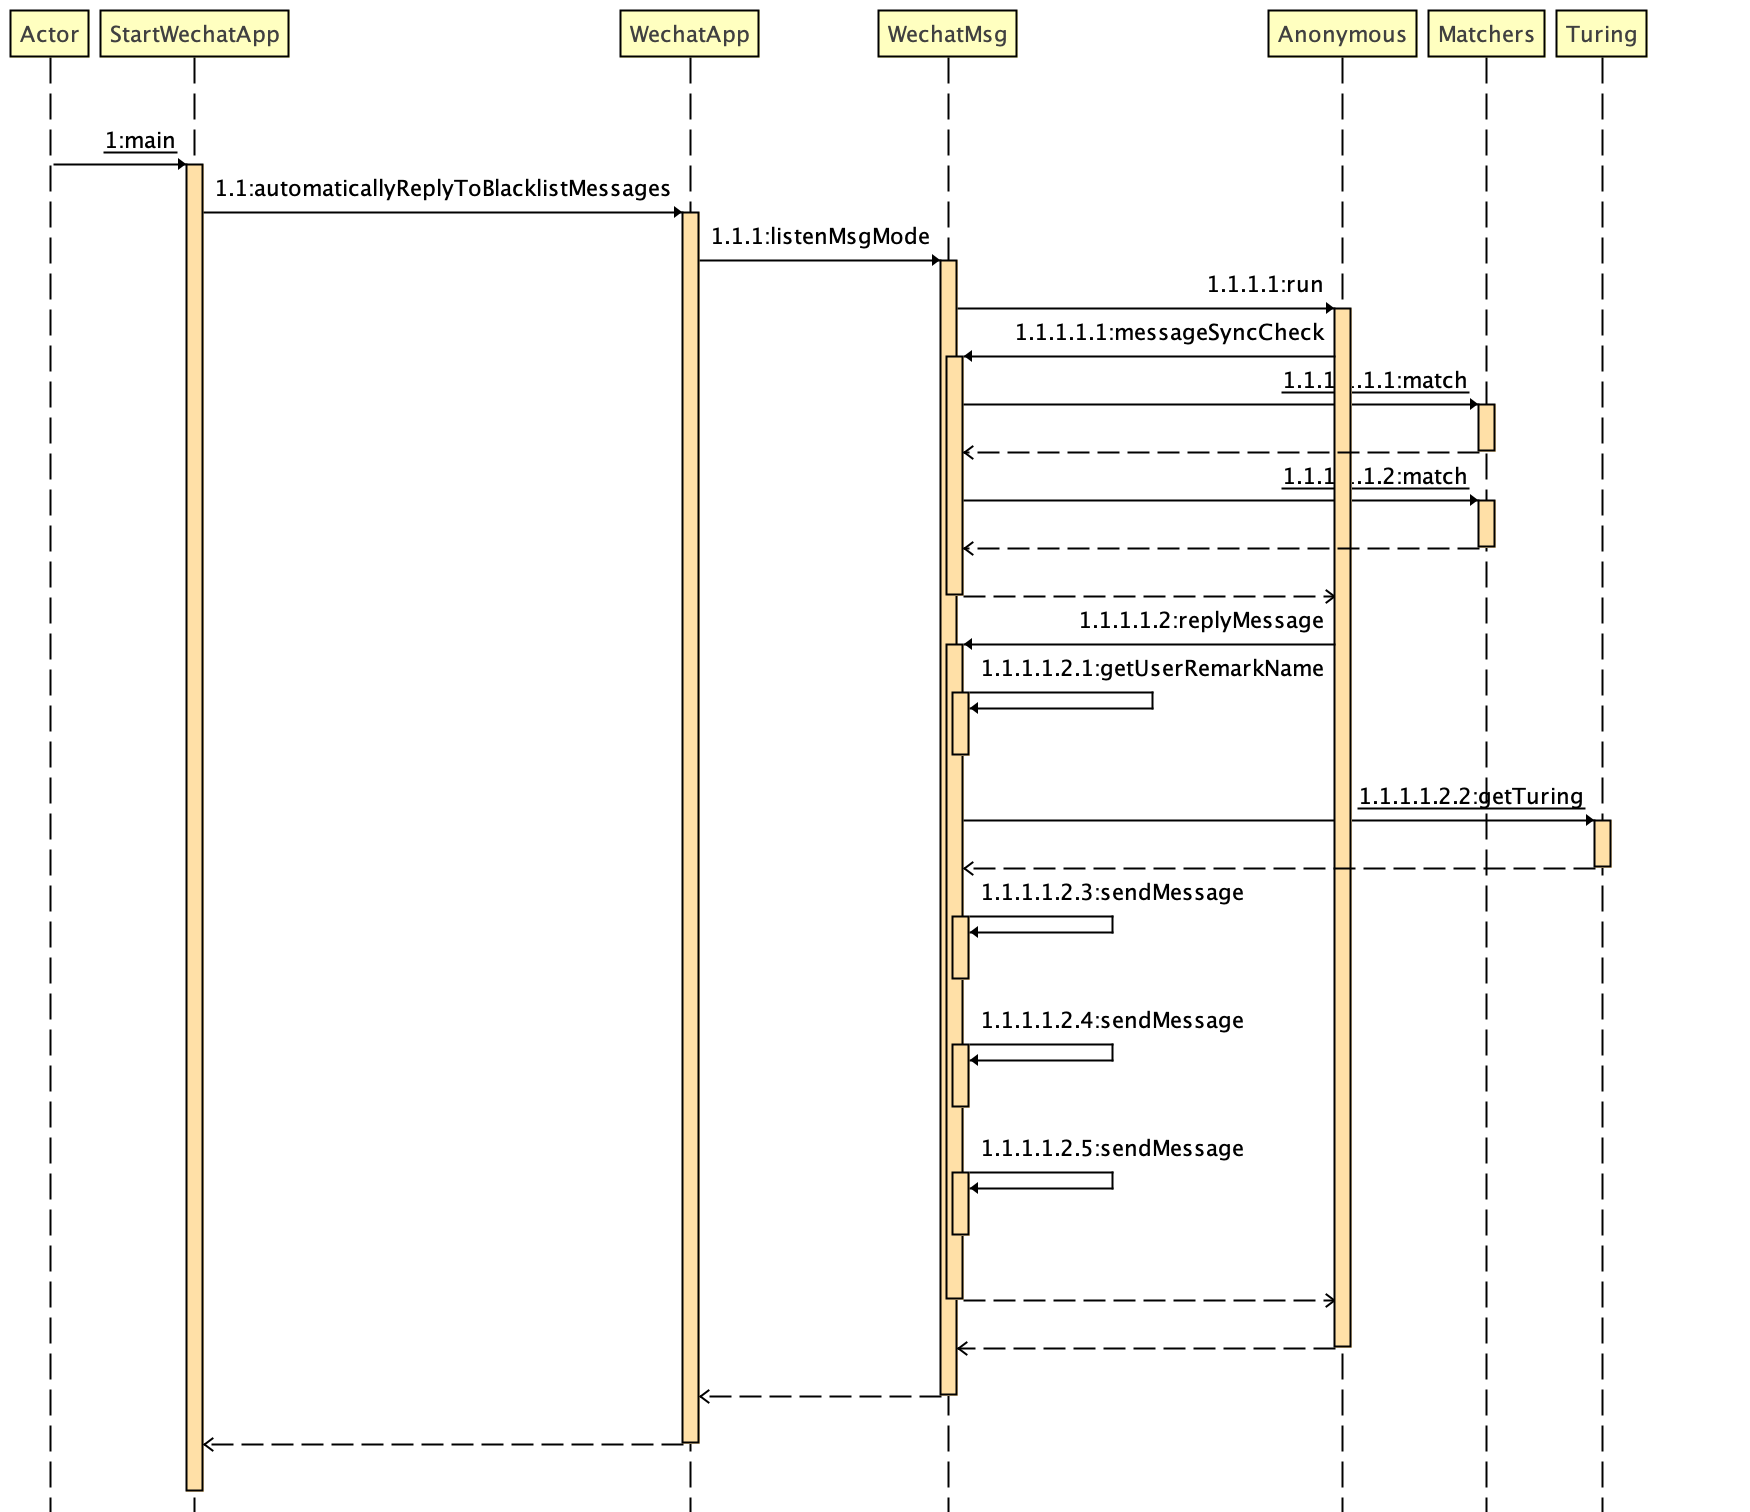 Actor
StartWechatApp
WechatApp
WechatMsg
Anonymous
Matchers
Turing
1:main
1.1:automaticallyReplyToBlacklistMessages
1.1.1:listenMsgMode
1.1.1.1:run
1.1.1.1.1:messageSyncCheck
1.1.1.1.1.1:match
1.1.1.1.1.2:match
1.1.1.1.2:replyMessage
1.1.1.1.2.1:getUserRemarkName
1.1.1.1.2.2:getTuring
1.1.1.1.2.3:sendMessage
1.1.1.1.2.4:sendMessage
1.1.1.1.2.5:sendMessage